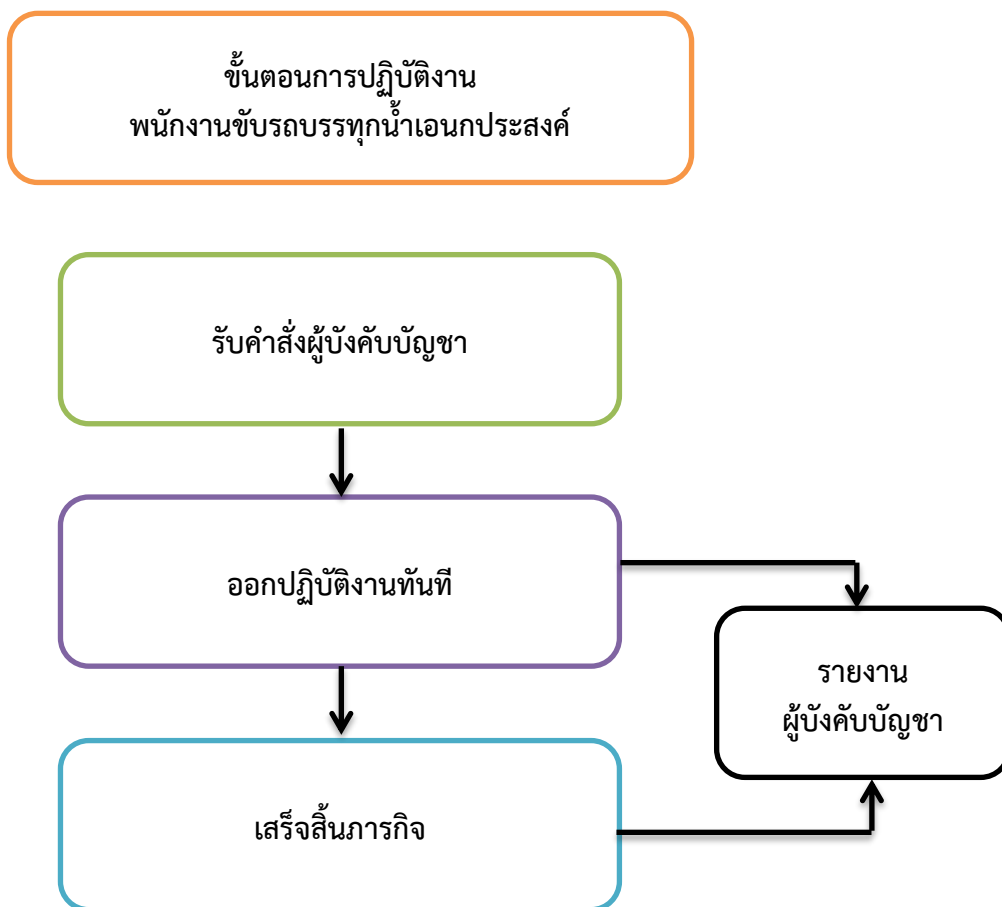 ขั้นตอนการปฏิบัติงาน
พนักงานขับรถบรรทุกน้ำเอนกประสงค์
รับคำสั่งผู้บังคับบัญชา
ออกปฏิบัติงานทันที
รายงาน
ผู้บังคับบัญชา
เสร็จสิ้นภารกิจ